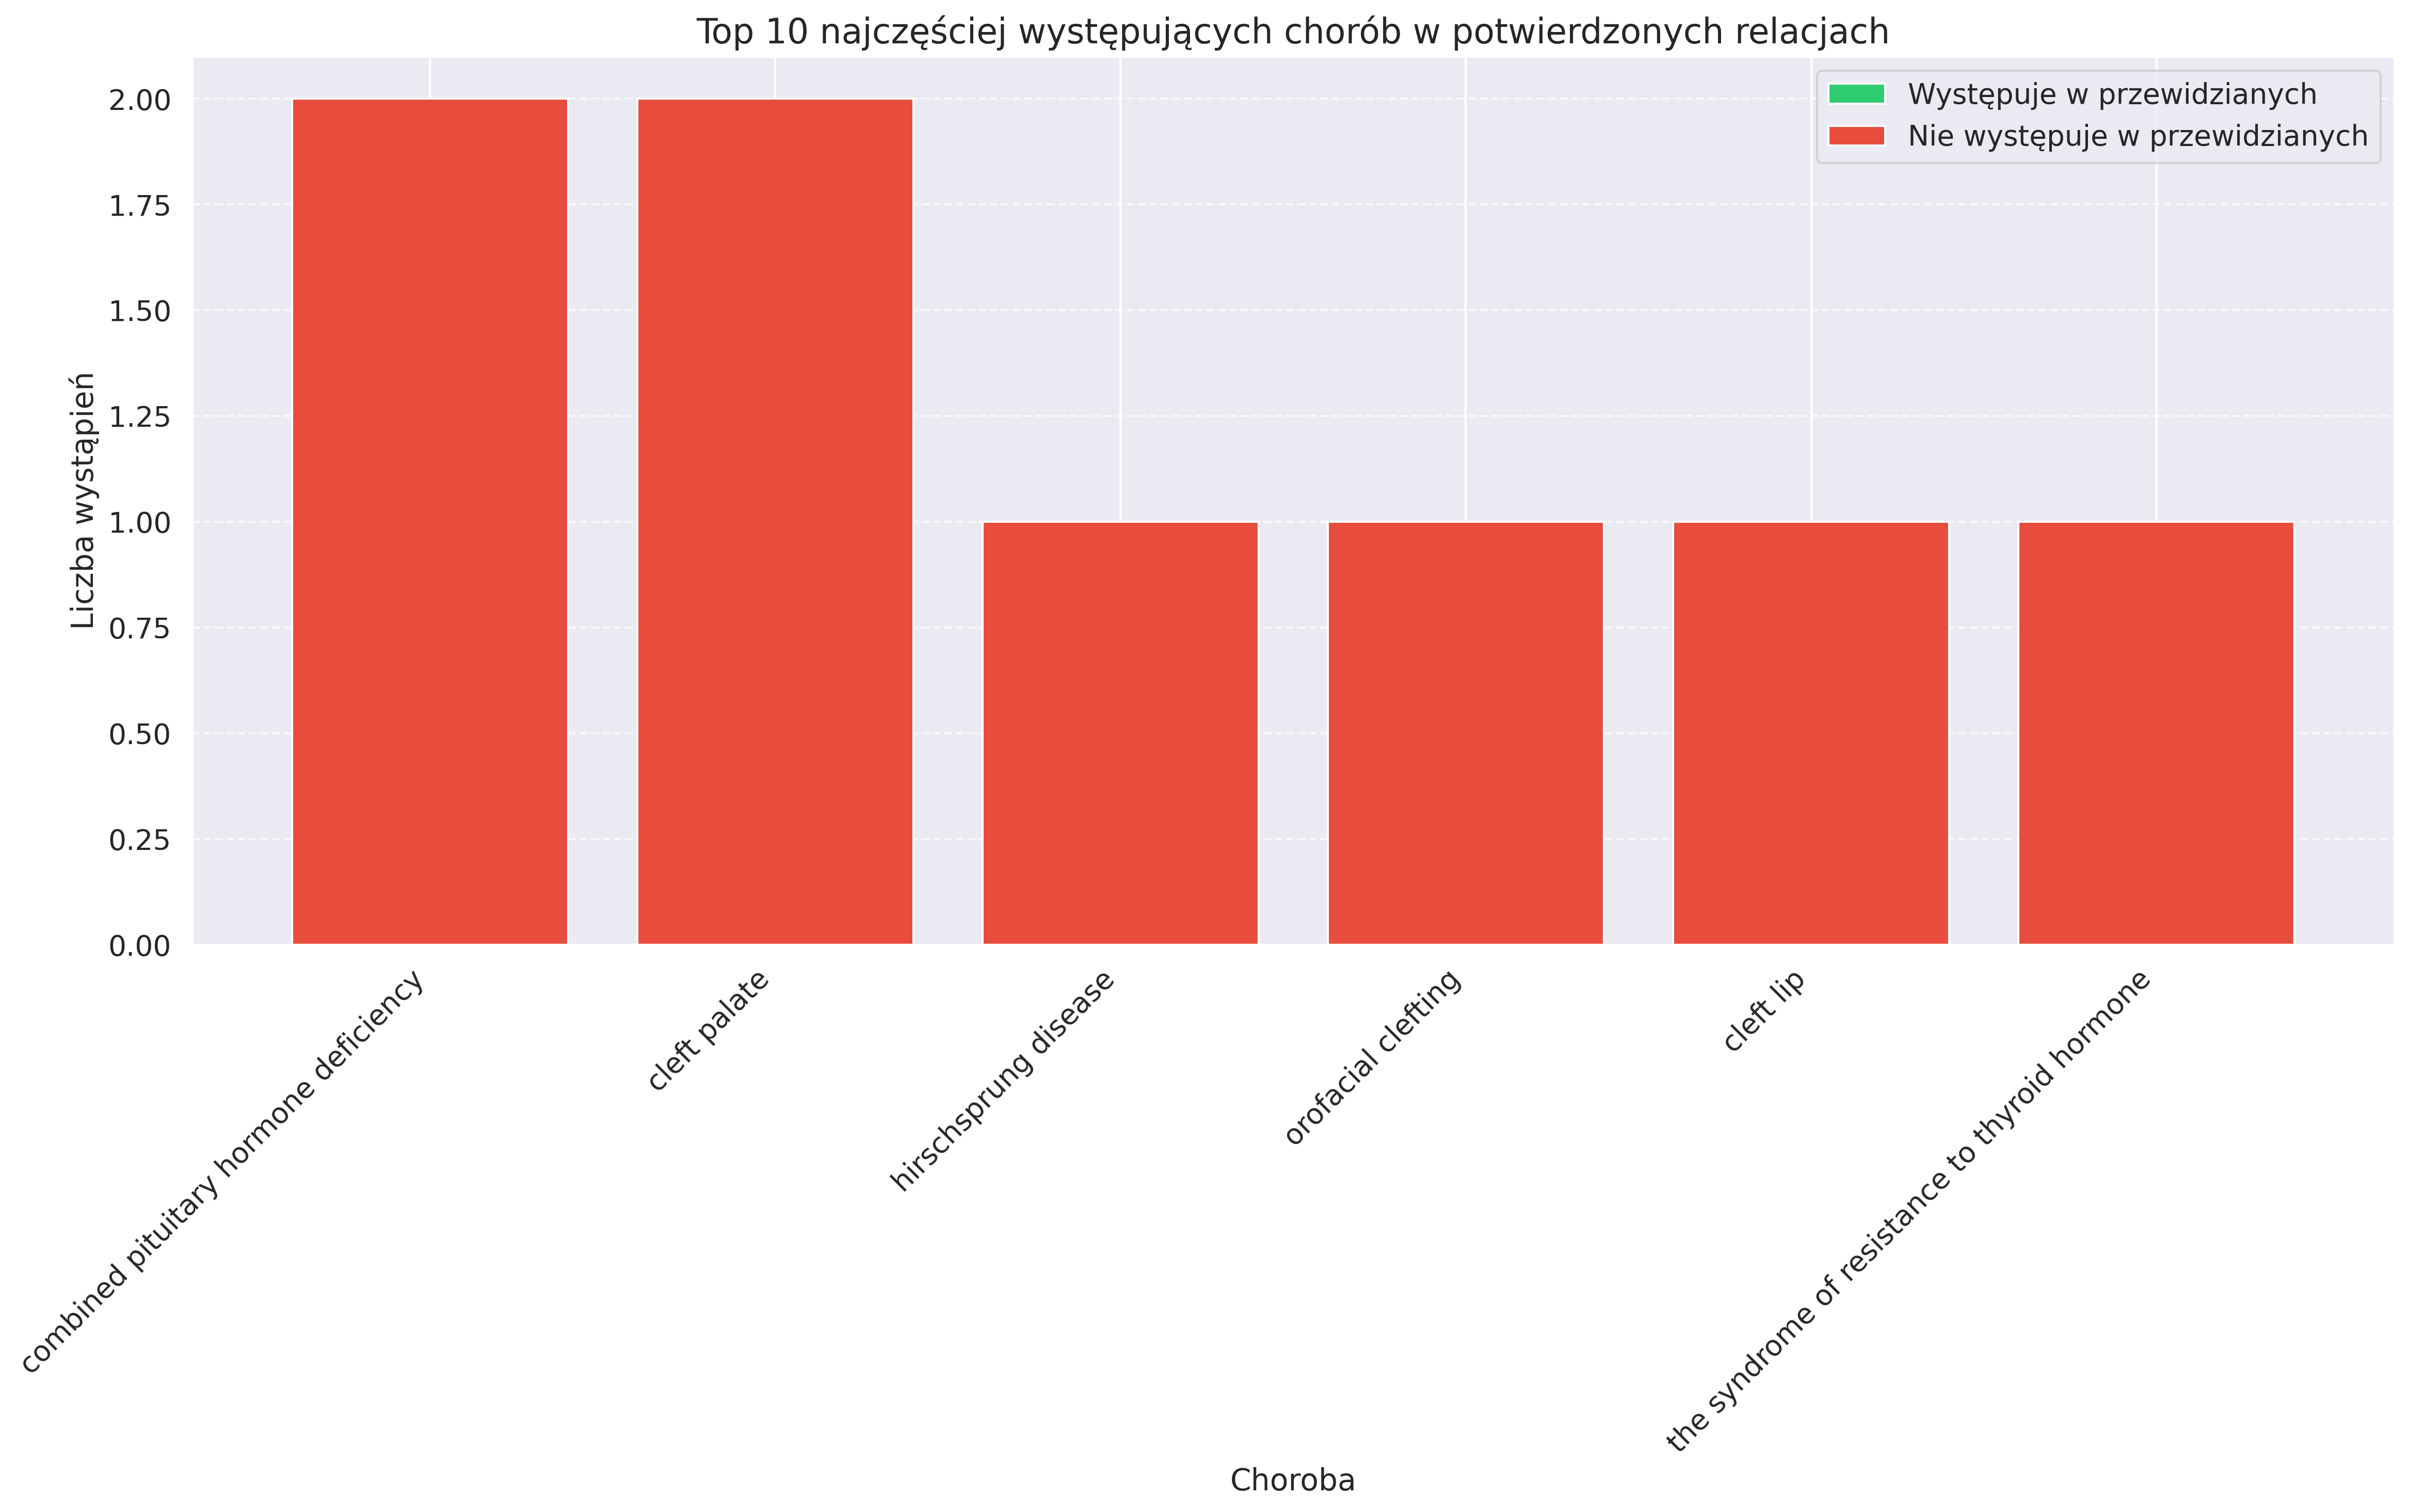 Top 10 najczęściej występujących chorób w potwierdzonych relacjach
Występuje w przewidzianych
Nie występuje w przewidzianych
Liczba wystąpień
2.00
1.75
1.50
1.25
1.00
0.75
0.50
0.25
0.00
combined pituitary hormone deficiency
cleft palate
hirschsprung disease
orofacial clefting
cleft lip
the syndrome of resistance to thyroid hormone
Choroba